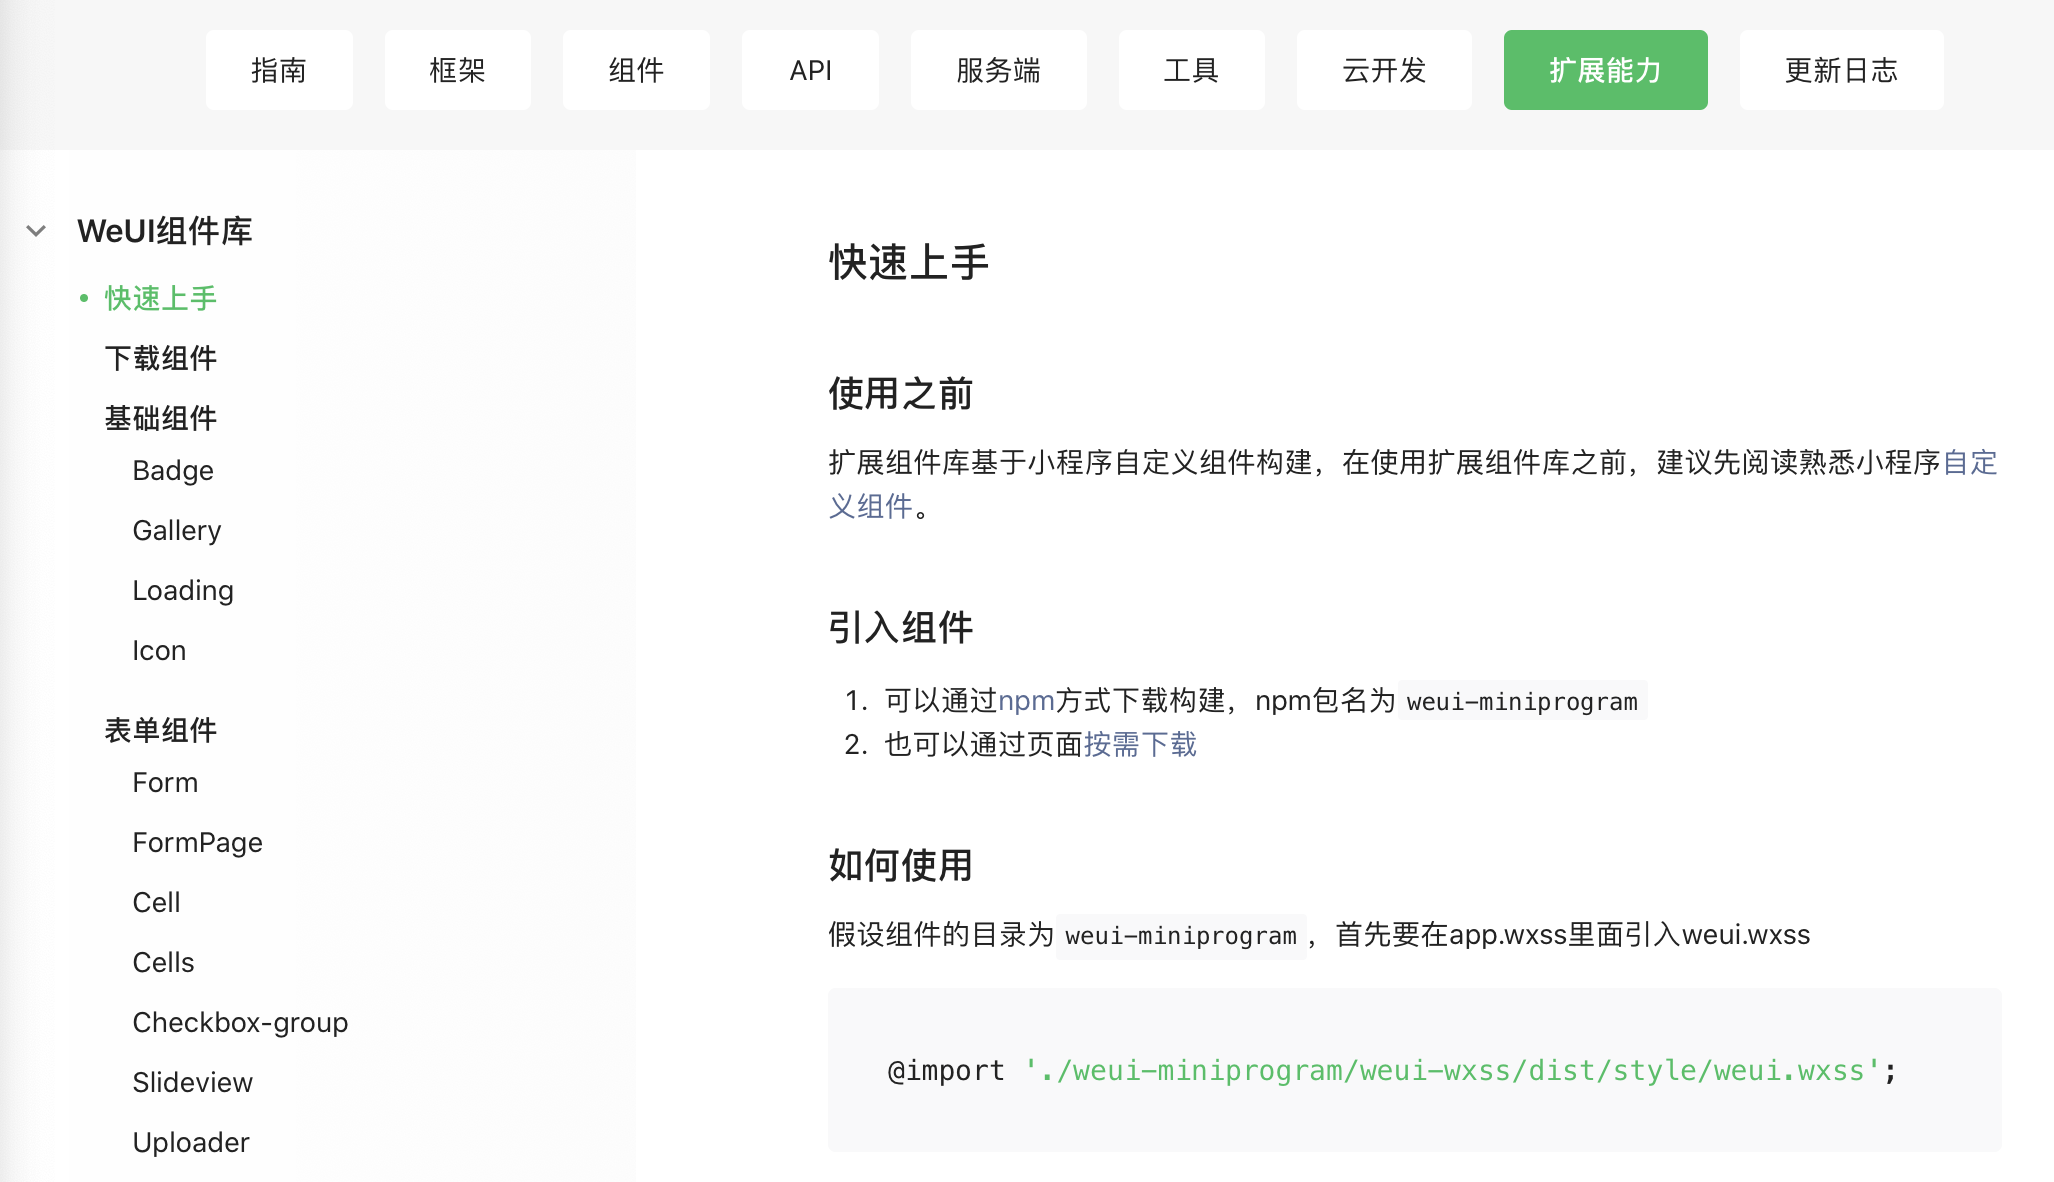 指南 框架 组件 API 服务端 工具 云开发 扩展能力 更新日志
WeUI组件库
• 快速上手
下载组件
基础组件
Badge
Gallery
Loading
Icon
表单组件
Form
FormPage
Cell
Cells
Checkbox-group
Slideview
Uploader
快速上手
使用之前
扩展组件库基于小程序自定义组件构建，在使用扩展组件库之前，建议先阅读熟悉小程序自定
义组件。
引入组件
1. 可以通过npm方式下载构建，npm包名为 weui-miniprogram
2. 也可以通过页面按需下载
如何使用
假设组件的目录为 weui-miniprogram ，首先要在app.wxss里面引入weui.wxss
@import './weui-miniprogram/weui-wxss/dist/style/weui.wxss';